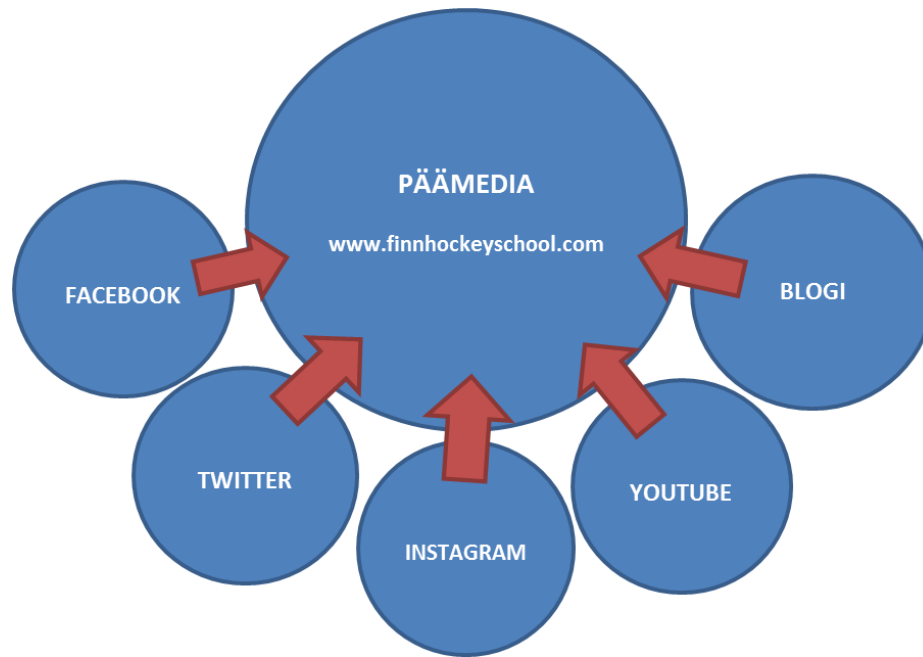 PÄÄMEDIA
www.finnhockeyschool.com
FACEBOOK
TWITTER
INSTAGRAM
YOUTUBE
BLOGI